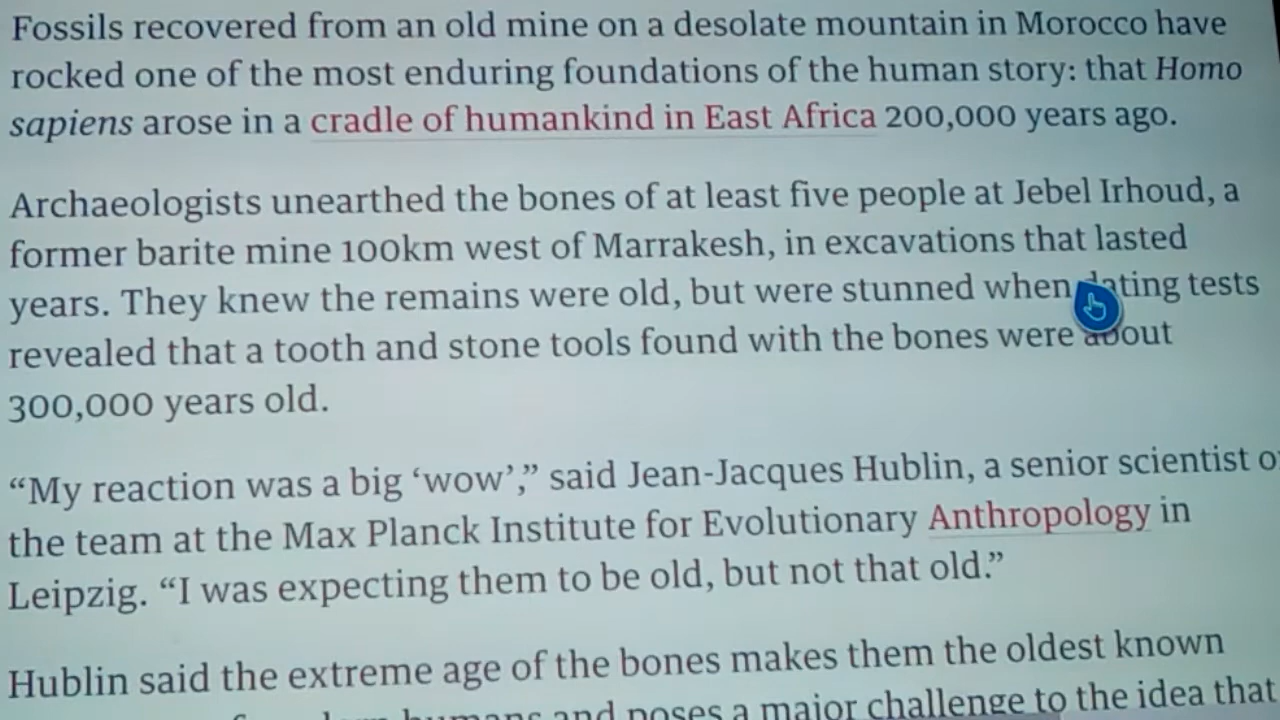 Fossils recovered from an old mine on a desolate mountain in Morocco have
rocked one of the most enduring foundations of the human story: that Homo
sapiens arose in a cradle of humankind in East Africa 200,000 years ago.
Archaeologists unearthed the bones of at least five people at Jebel Irhoud, a
former barite mine 100km west of Marrakesh, in excavations that lasted
years. They knew the remains were old, but were stunned when dating tests
revealed that a tooth and stone tools found with the bones were about
300,000 years old.
“My reaction was a big ‘wow’,” said Jean-Jacques Hublin, a senior scientist o
the team at the Max Planck Institute for Evolutionary Anthropology in
Leipzig. “I was expecting them to be old, but not that old.”
Hublin said the extreme age of the bones makes them the oldest known
humans and poses a major challenge to the idea that